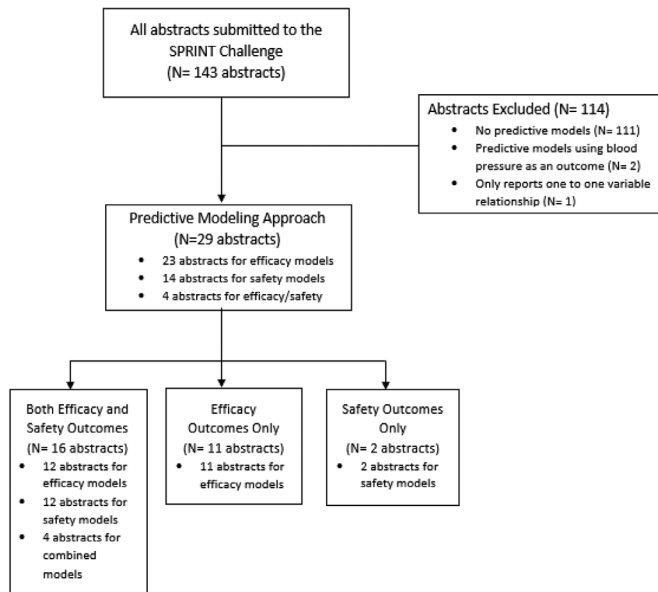 All abstracts submitted to the
SPRINT Challenge
(N= 143 abstracts)
Abstracts Excluded (N= 114)
• No predictive models (N= 111)
• Predictive models using blood
pressure as an outcome (N= 2)
• Only reports one to one variable
relationship (N= 1)
Predictive Modeling Approach
(N=29 abstracts)
• 23 abstracts for efficacy models
• 14 abstracts for safety models
• 4 abstracts for efficacy/safety
Both Efficacy and
Safety Outcomes
(N= 16 abstracts)
• 12 abstracts for
efficacy models
• 12 abstracts for
safety models
• 4 abstracts for
combined
models
Efficacy
Outcomes Only
(N= 11 abstracts)
• 11 abstracts for
efficacy models
Safety Outcomes
Only
(N= 2 abstracts)
• 2 abstracts for
safety models